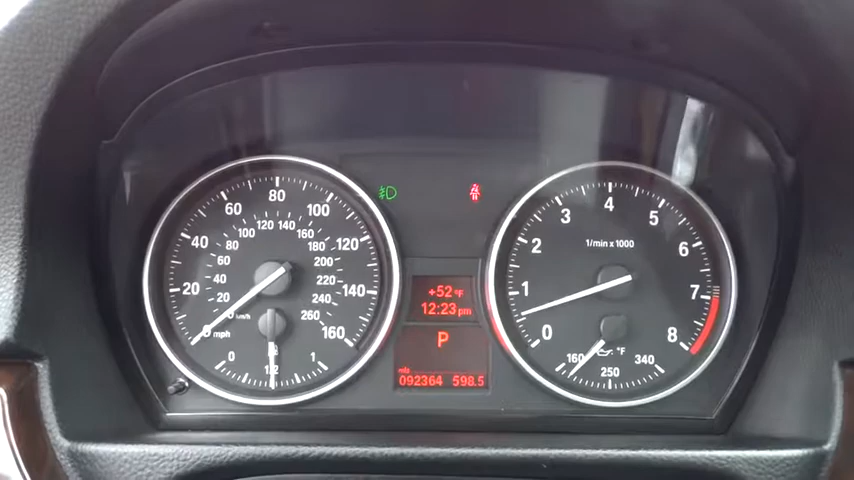 20 40 60 80 100 120 140 160
20 40 60 80 100 120 140 160 180 200 220 240 260
0 km/h
0 mph
0 1/2 1
+52°F
12:23pm
P
mls
092364 598.5
0 1 2 3 4 5 6 7 8
1/min x 1000
°F
160 250 340